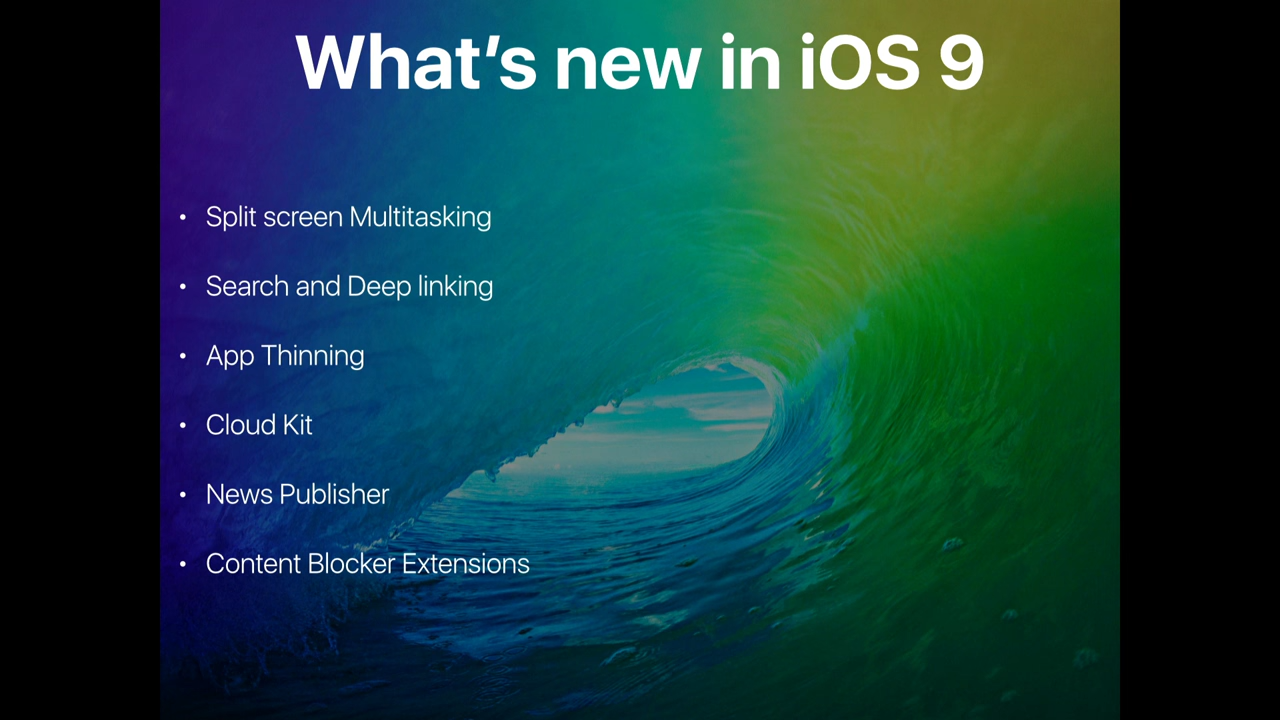 What’s new in iOS 9
• Split screen Multitasking
• Search and Deep linking
• App Thinning
• Cloud Kit
• News Publisher
• Content Blocker Extensions